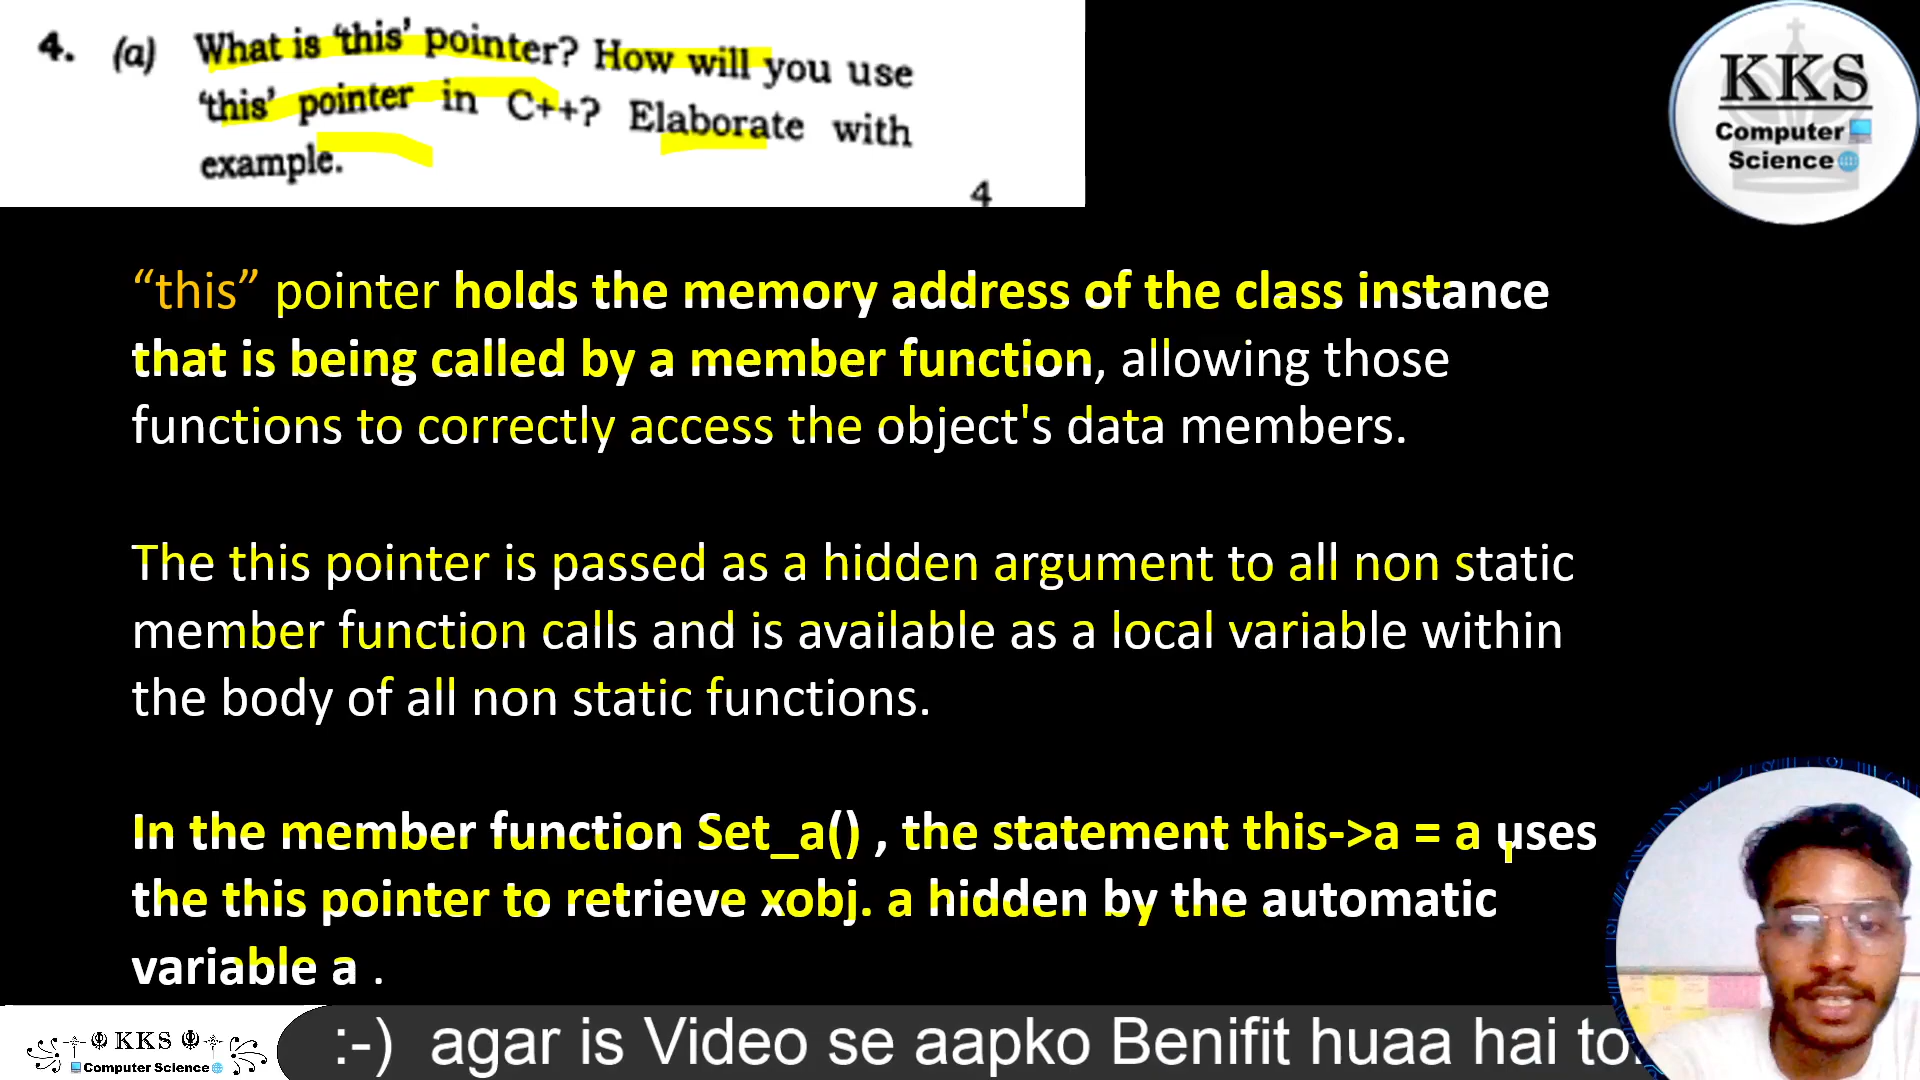 4. (a) What is 'this' pointer? How will you use
'this' pointer in C++? Elaborate with
example.
4
KKS
Computer
Science
“this” pointer holds the memory address of the class instance
that is being called by a member function, allowing those
functions to correctly access the object's data members.
The this pointer is passed as a hidden argument to all non static
member function calls and is available as a local variable within
the body of all non static functions.
In the member function Set_a() , the statement this->a = a uses
the this pointer to retrieve xobj. a hidden by the automatic
variable a .
KKS
Computer Science
:-) agar is Video se aapko Benifit huaa hai to